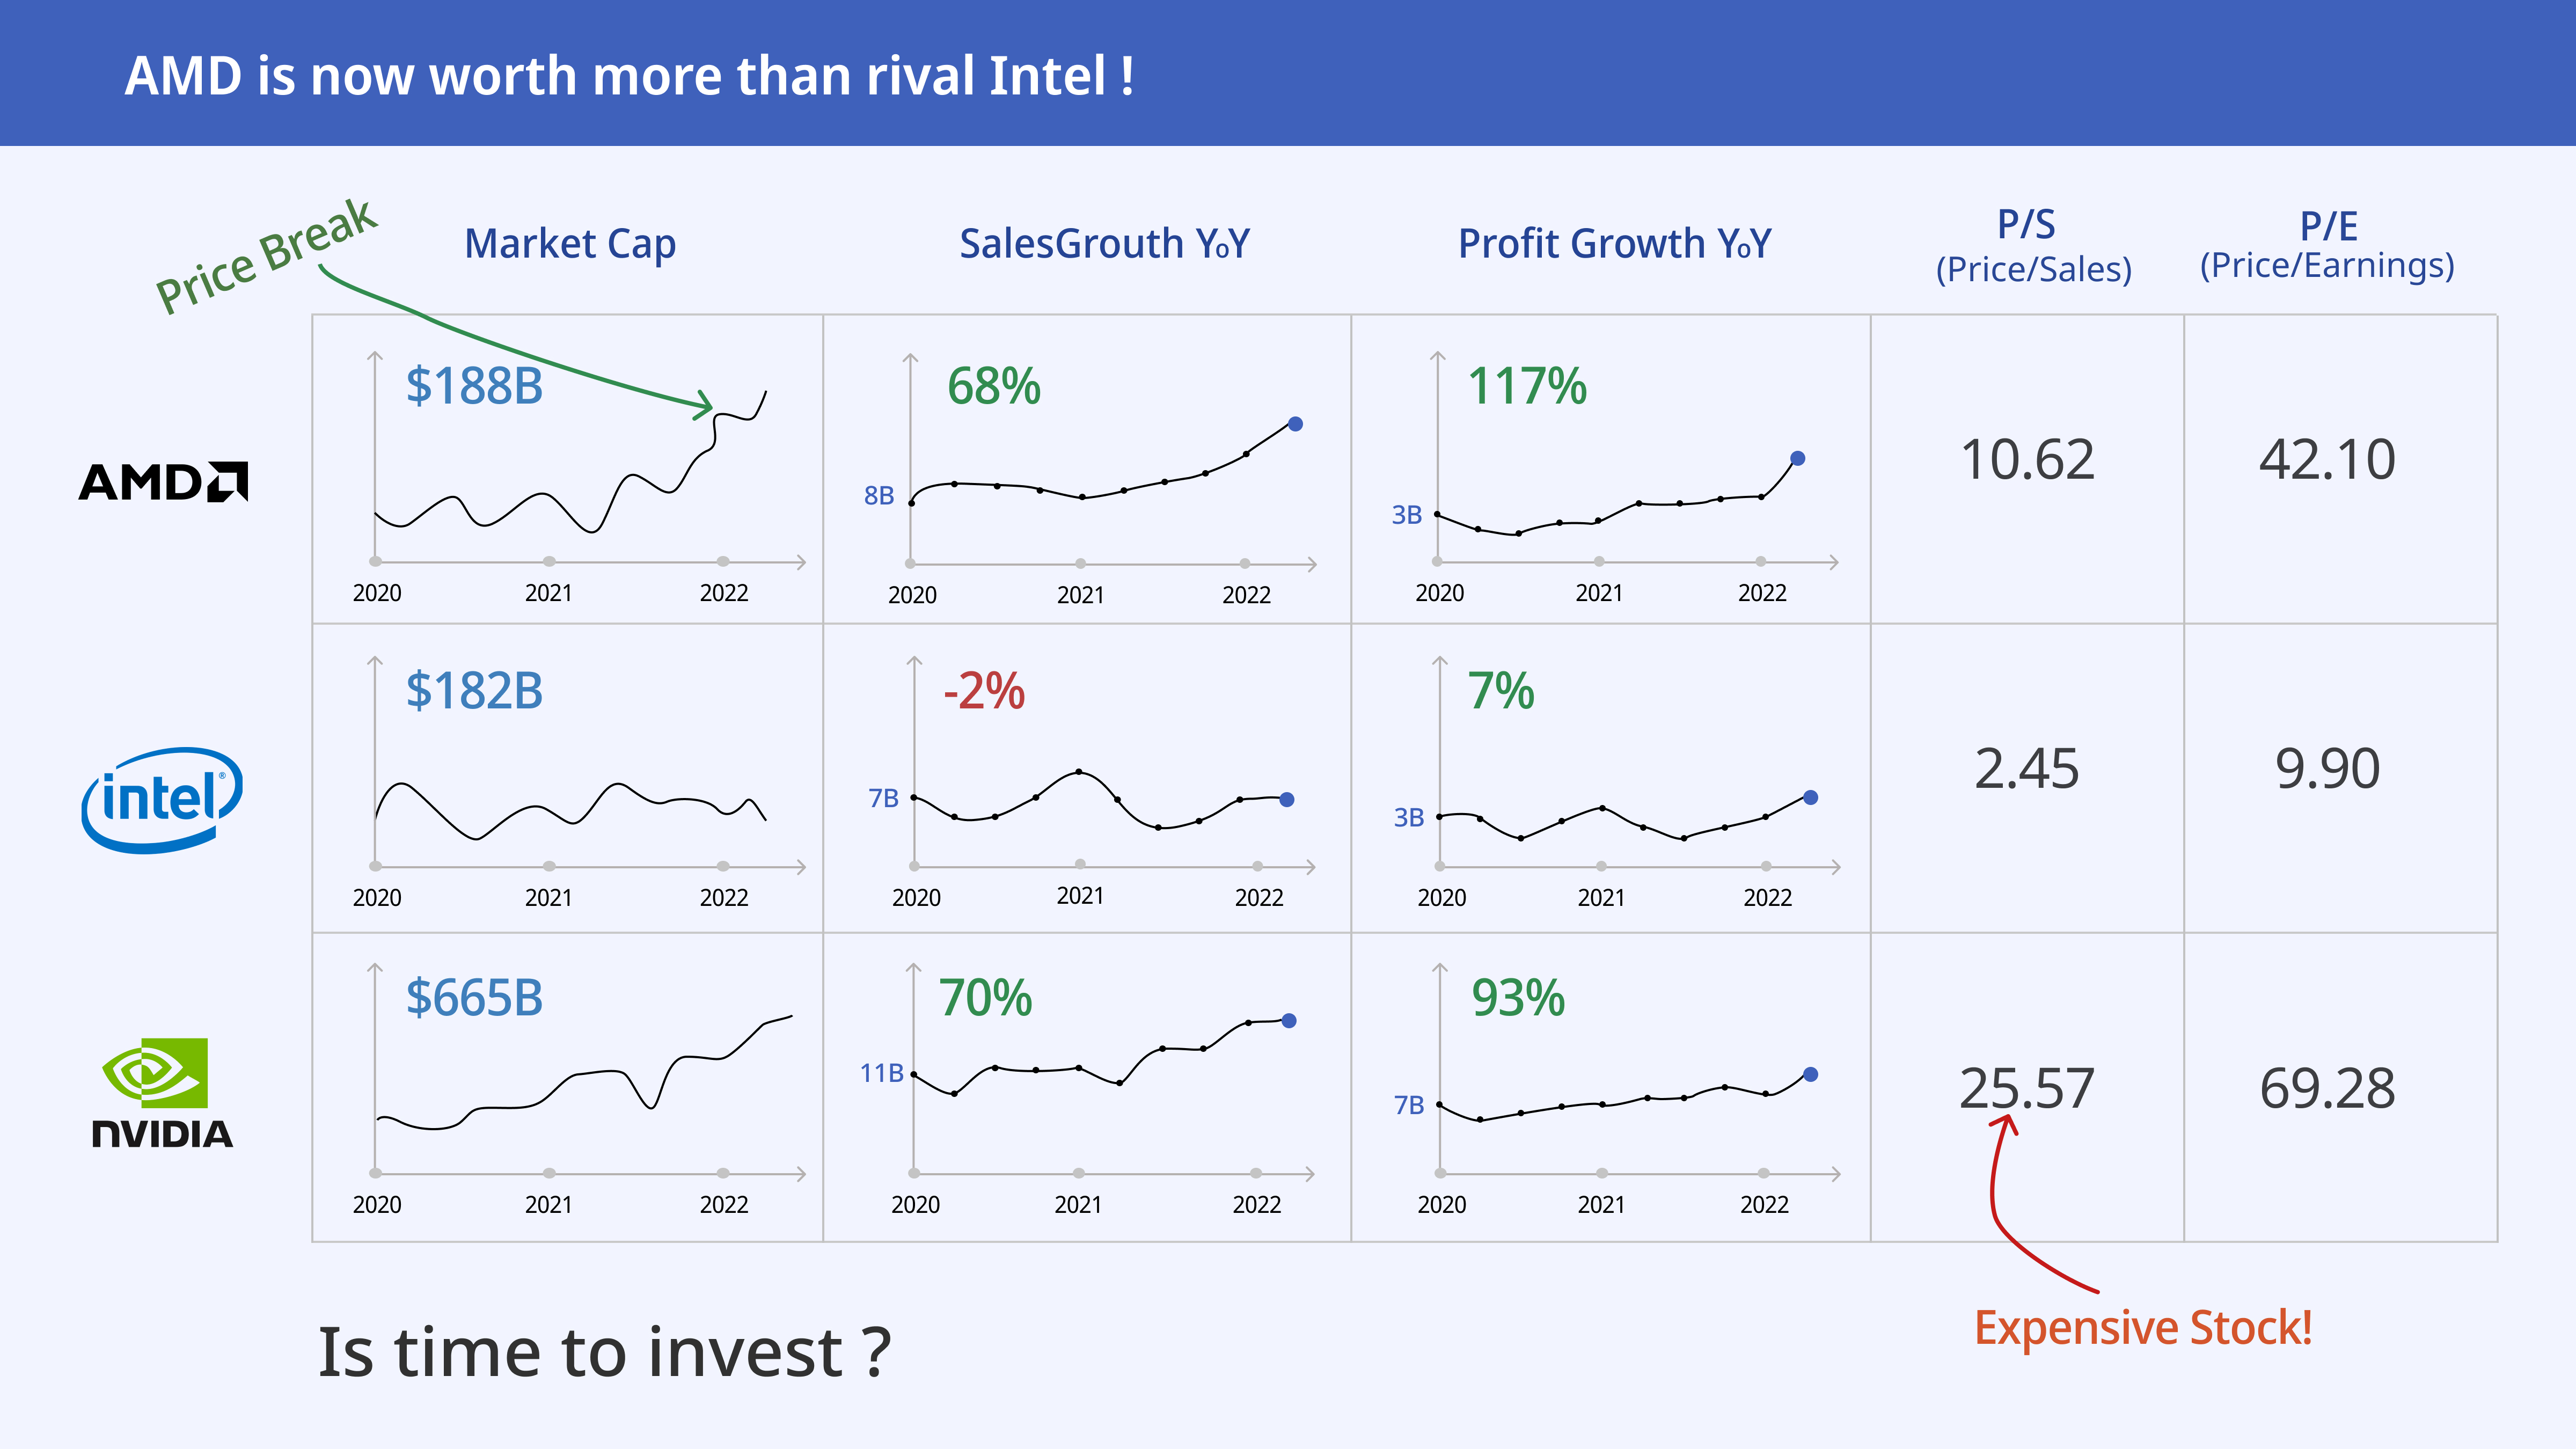 AMD is now worth more than rival Intel !
Price Break
Market Cap
SalesGrouth YoY
Profit Growth YoY
P/S
(Price/Sales)
P/E
(Price/Earnings)
AMD
$188B
2020 2021 2022
68%
8B
2020 2021 2022
117%
3B
2020 2021 2022
10.62
42.10
intel®
$182B
2020 2021 2022
-2%
7B
2020 2021 2022
7%
3B
2020 2021 2022
2.45
9.90
NVIDIA
$665B
2020 2021 2022
70%
11B
2020 2021 2022
93%
7B
2020 2021 2022
25.57
69.28
Expensive Stock!
Is time to invest ?